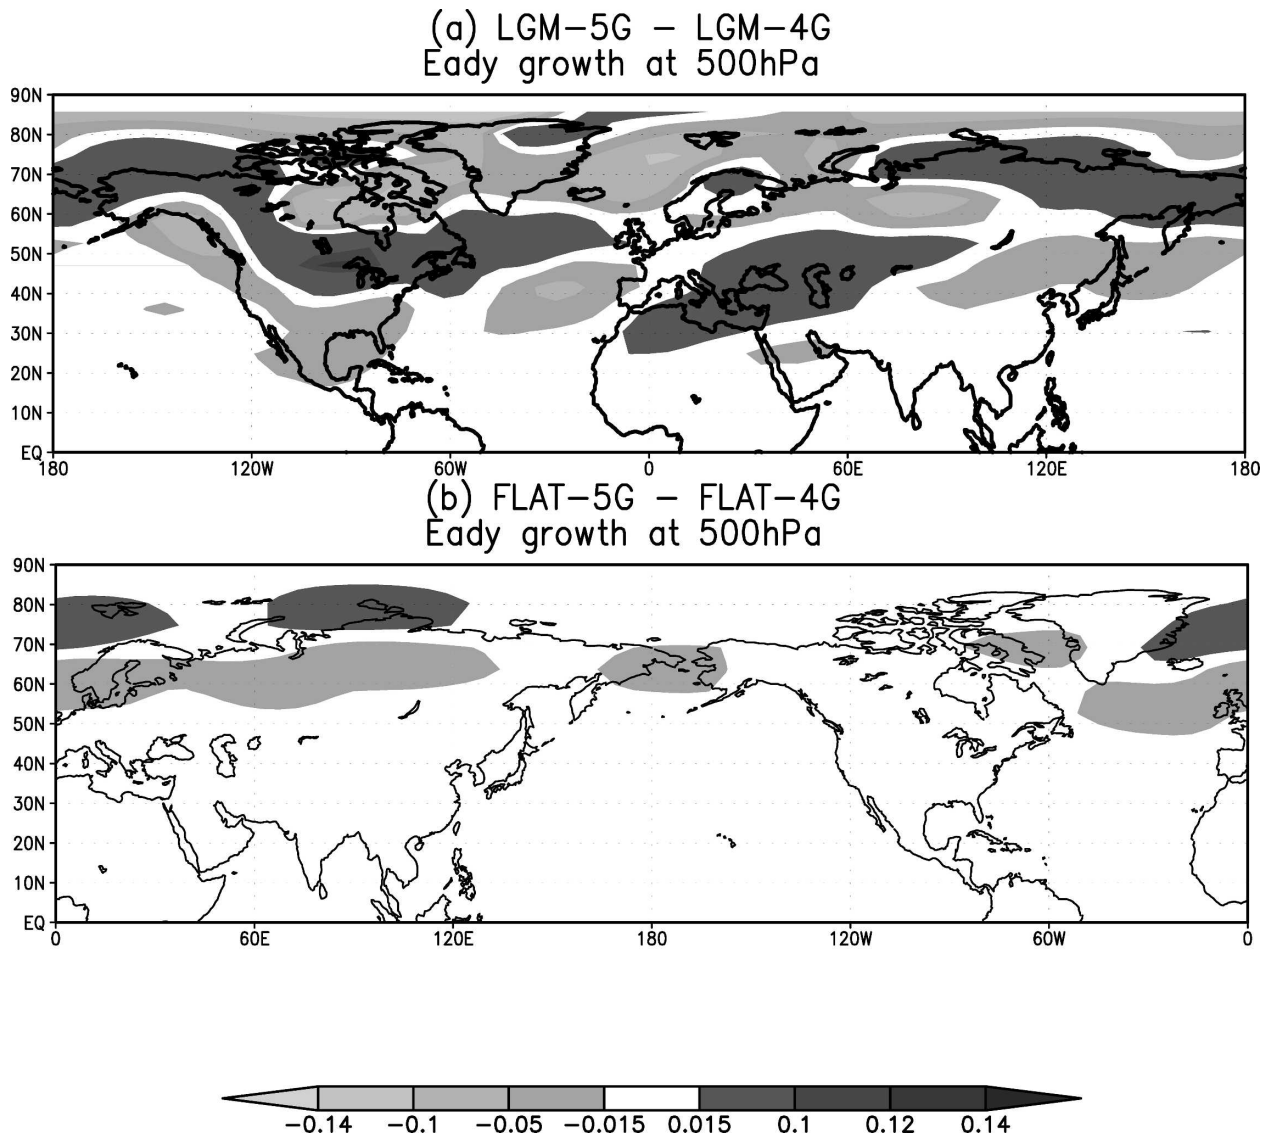 (a) LGM-5G - LGM-4G
Eady growth at 500hPa
90N
80N
70N
60N
50N
40N
30N
20N
10N
EQ
180 120W 60W 0 60E 120E 180
(b) FLAT-5G - FLAT-4G
Eady growth at 500hPa
90N
80N
70N
60N
50N
40N
30N
20N
10N
EQ
0 60E 120E 180 120W 60W 0
-0.14 -0.1 -0.05 -0.015 0.015 0.1 0.12 0.14